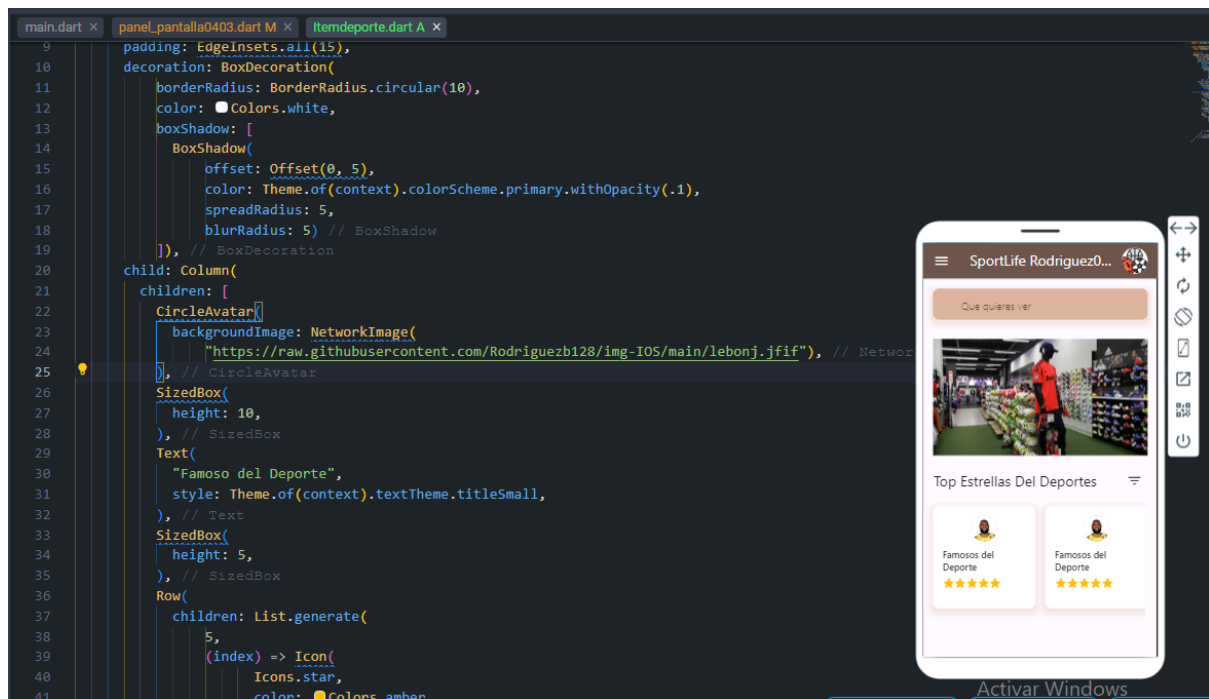 main.dart × panel_pantalla0403.dart M × Itemdeporte.dart A ×
9 padding: EdgeInsets.all(15),
10 decoration: BoxDecoration(
11 borderRadius: BorderRadius.circular(10),
12 color: Colors.white,
13 boxShadow: [
14 BoxShadow(
15 offset: Offset(0, 5),
16 color: Theme.of(context).colorScheme.primary.withOpacity(.1),
17 spreadRadius: 5,
18 blurRadius: 5) // BoxShadow
19 ]), // BoxDecoration
20 child: Column(
21 children: [
22 CircleAvatar(
23 backgroundImage: NetworkImage(
24 "https://raw.githubusercontent.com/Rodriguezb128/img-IOS/main/lebonj.jfif"), // Networ
25 ), // CircleAvatar
26 SizedBox(
27 height: 10,
28 ), // SizedBox
29 Text(
30 "Famoso del Deporte",
31 style: Theme.of(context).textTheme.titleSmall,
32 ), // Text
33 SizedBox(
34 height: 5,
35 ), // SizedBox
36 Row(
37 children: List.generate(
38 5,
39 (index) => Icon(
40 Icons.star,
41 color: Colors.amber
SportLife Rodriguez0...
Que quieres ver
Top Estrellas Del Deportes
Famosos del
Deporte
Famosos del
Deporte
Activar Windows